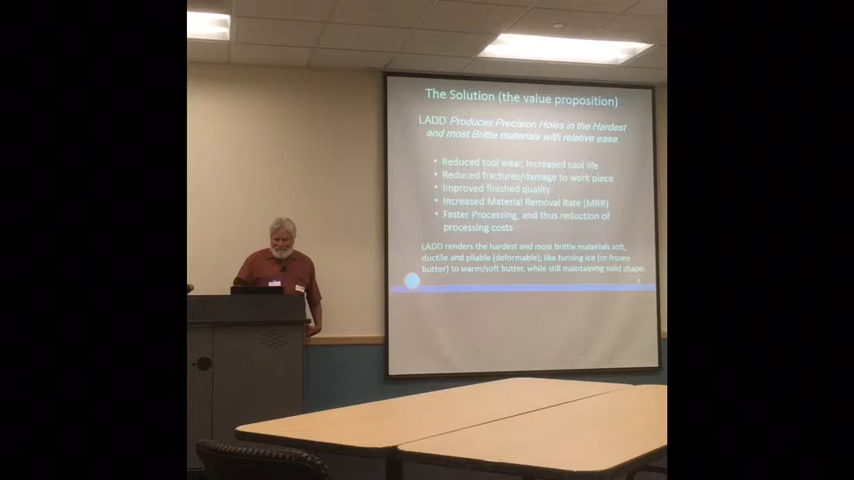 The Solution (the value proposition)
LADD Produces Precision Holes in the Hardest
and most Brittle materials with relative ease.
• Reduced tool wear, increased tool life
• Reduced fractures/damage to work piece
• Improved finished quality
• Increased Material Removal Rate (MRR)
• Faster Processing, and thus reduction of
processing costs
LADD renders the hardest and most brittle materials soft,
ductile and pliable (deformable); like turning ice (or frozen
butter) to warm/soft butter, while still maintaining solid shape.